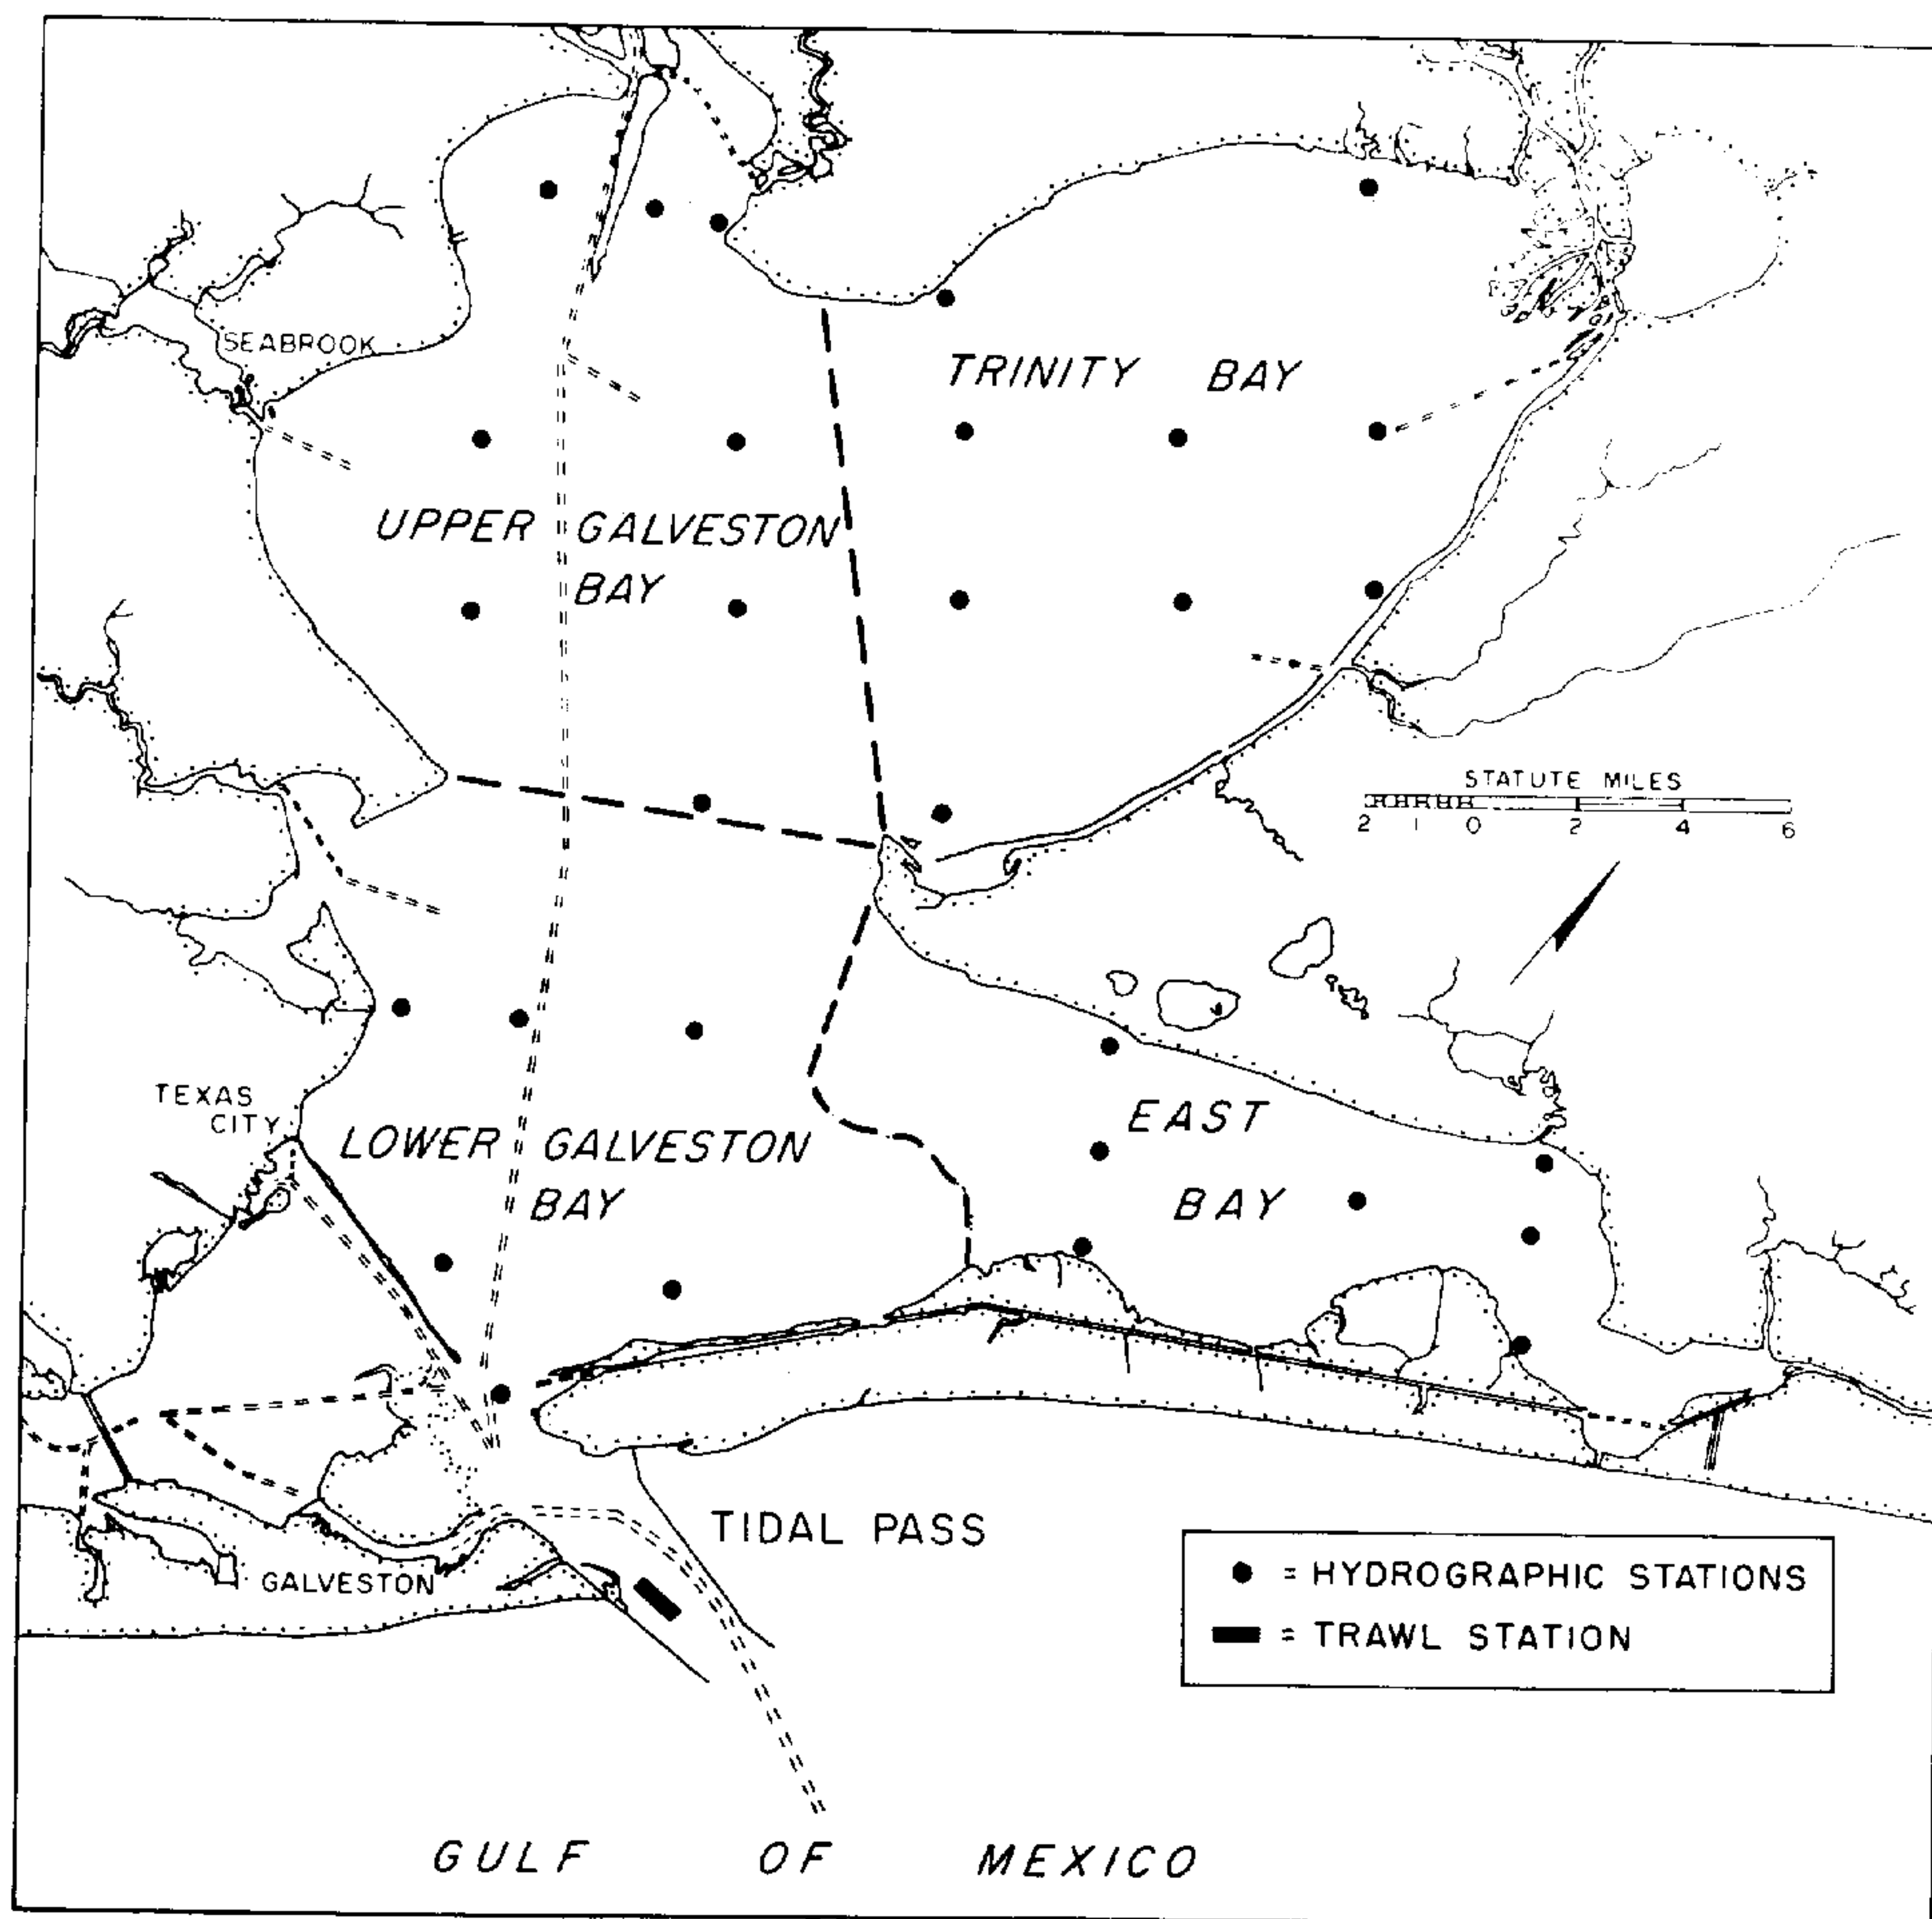 SEABROOK
TRINITY BAY
UPPER GALVESTON
BAY
STATUTE MILES
2 1 0 2 4 6
TEXAS
CITY
LOWER GALVESTON
BAY
EAST
BAY
TIDAL PASS
GALVESTON
= HYDROGRAPHIC STATIONS
= TRAWL STATION
GULF OF MEXICO